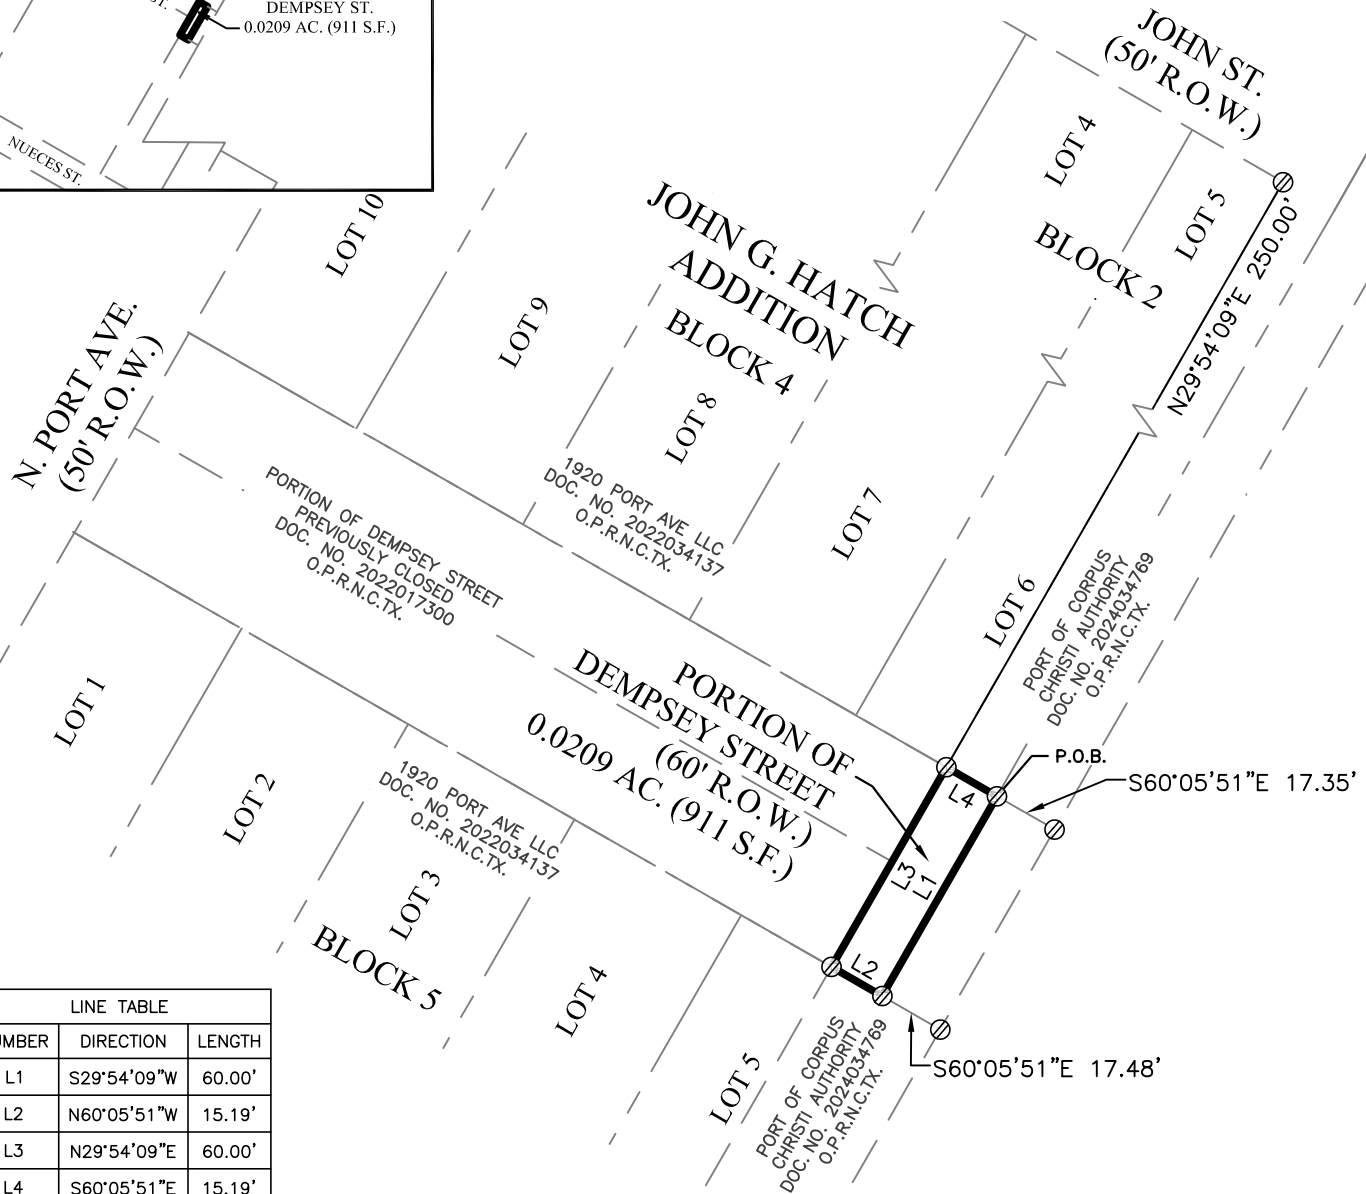 ST.
DEMPSEY ST.
0.0209 AC. (911 S.F.)
NUECES ST.
JOHN ST.
(50' R.O.W.)
LOT 4
LOT 5
BLOCK 2
N29°54'09"E 250.00'
LOT 10
LOT 9
JOHN G. HATCH
ADDITION
BLOCK 4
LOT 8
1920 PORT AVE LLC
DOC. NO. 2022034137
O.P.R.N.C.TX.
LOT 7
LOT 6
N. PORT AVE.
(50' R.O.W.)
PORTION OF DEMPSEY STREET
PREVIOUSLY CLOSED
DOC. NO. 2022017300
O.P.R.N.C.TX.
PORT OF CORPUS
CHRISTI AUTHORITY
DOC. NO. 2024034769
O.P.R.N.C.TX.
PORTION OF
DEMPSEY STREET
(60' R.O.W.)
0.0209 AC. (911 S.F.)
P.O.B.
S60°05'51"E 17.35'
L4
L3
L1
L2
LOT 1
LOT 2
1920 PORT AVE LLC
DOC. NO. 2022034137
O.P.R.N.C.TX.
LOT 3
BLOCK 5
LOT 4
LOT 5
PORT OF CORPUS
CHRISTI AUTHORITY
DOC. NO. 2024034769
O.P.R.N.C.TX.
S60°05'51"E 17.48'
LINE TABLE
UMBER DIRECTION LENGTH
L1 S29°54'09"W 60.00'
L2 N60°05'51"W 15.19'
L3 N29°54'09"E 60.00'
L4 S60°05'51"E 15.19'